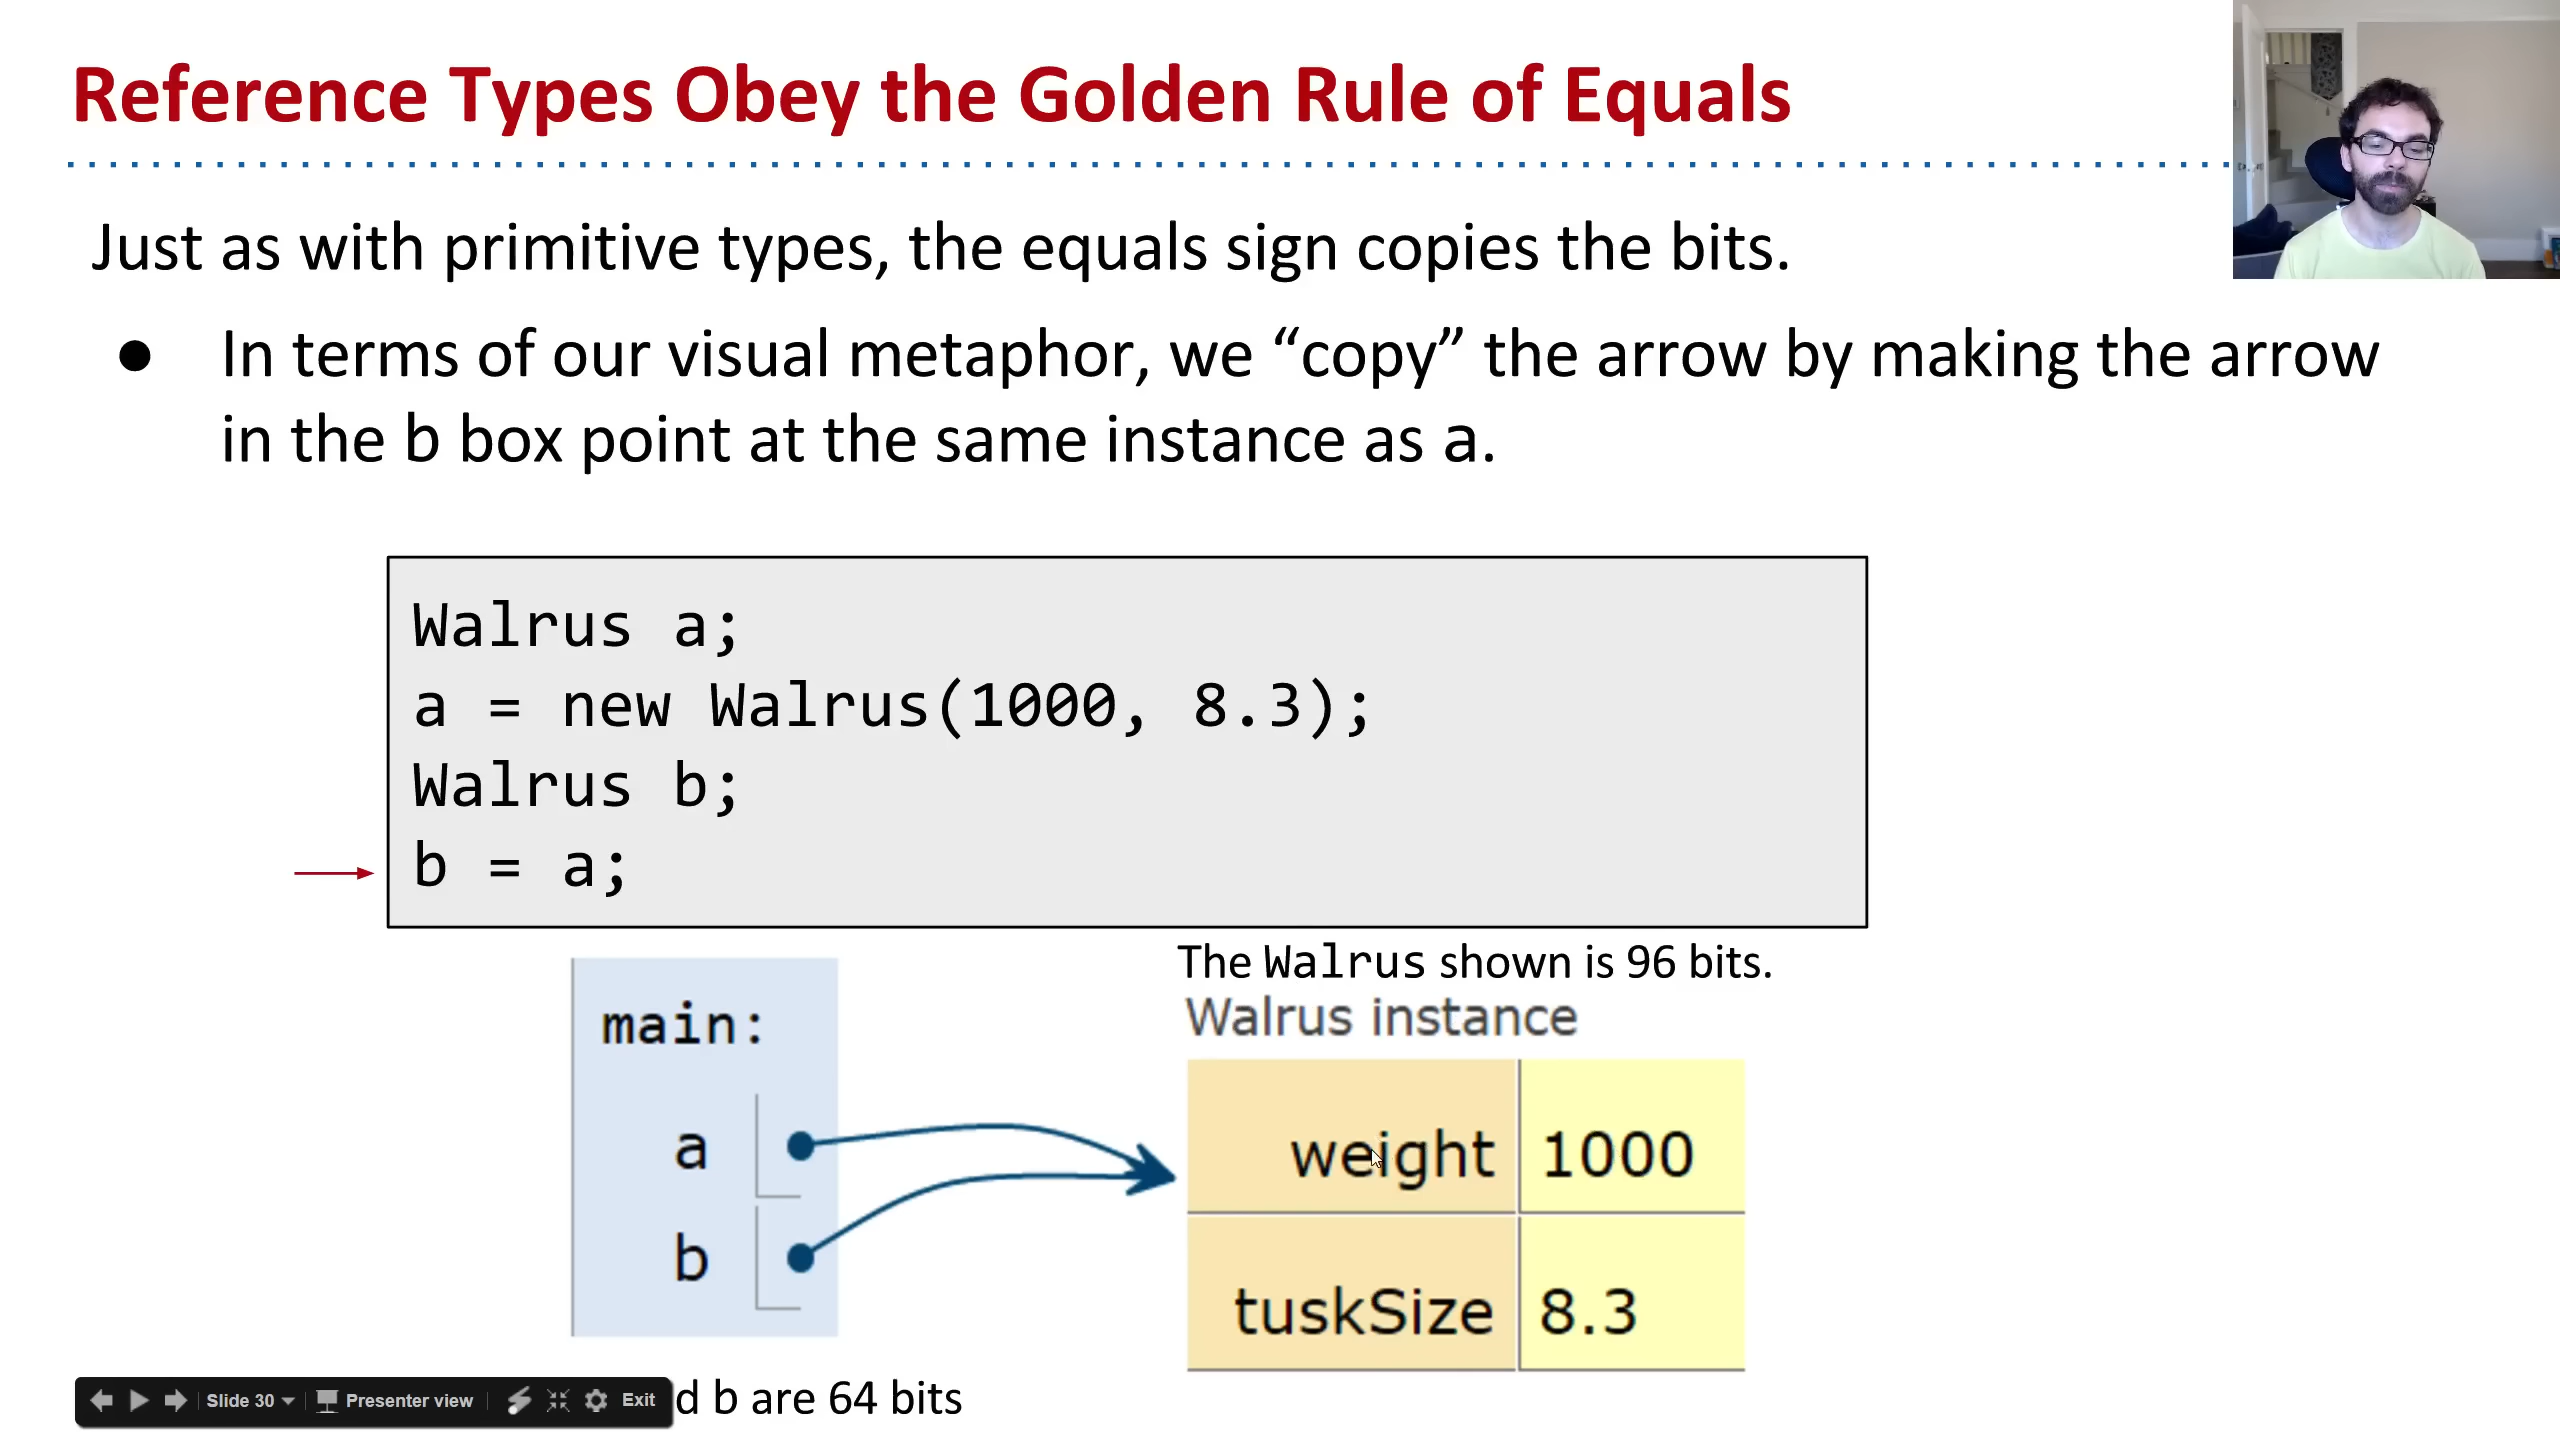 Reference Types Obey the Golden Rule of Equals
Just as with primitive types, the equals sign copies the bits.
● In terms of our visual metaphor, we “copy” the arrow by making the arrow
in the b box point at the same instance as a.
Walrus a;
a = new Walrus(1000, 8.3);
Walrus b;
b = a;
The Walrus shown is 96 bits.
Walrus instance
main:
a
b
weight 1000
tuskSize 8.3
Slide 30 Presenter view Exit
b are 64 bits